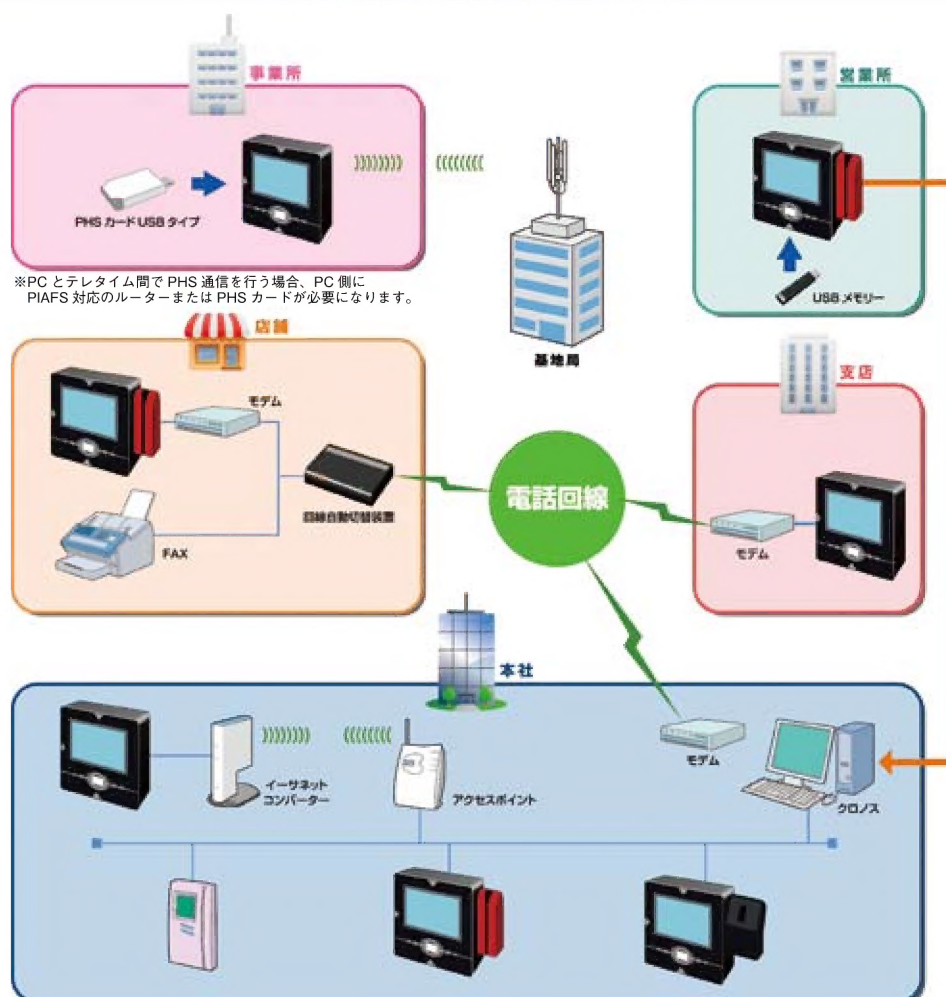 事業所
PHS カード USB タイプ
※PC とテレタイム間で PHS 通信を行う場合、PC 側に
PIAFS 対応のルーターまたは PHS カードが必要になります。
基地局
営業所
USB メモリー
店舗
モデム
FAX
回線自動切替装置
電話回線
支店
モデム
本社
イーサネット
コンバーター
アクセスポイント
モデム
クロノス